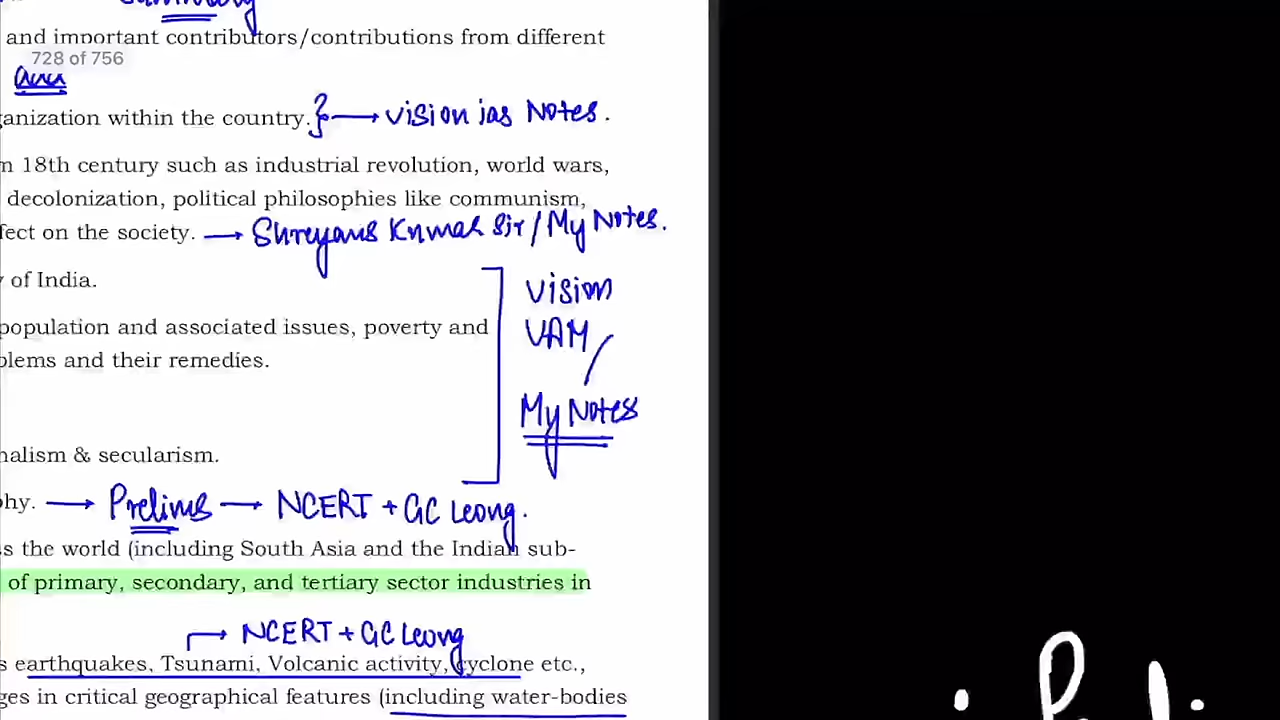 Summary
and important contributors/contributions from different
728 of 756
anization within the country. } → Vision ias Notes.
m 18th century such as industrial revolution, world wars,
decolonization, political philosophies like communism,
fect on the society. → Shreyans Kumar Sir/My Notes.
y of India.
Vision
population and associated issues, poverty and
VAM/
blems and their remedies.
My Notes
nalism & secularism.
phy. → Prelims → NCERT + GC Leong.
ss the world (including South Asia and the Indian sub-
of primary, secondary, and tertiary sector industries in
→ NCERT + GC Leong
s earthquakes, Tsunami, Volcanic activity, cyclone etc.,
ges in critical geographical features (including water-bodies